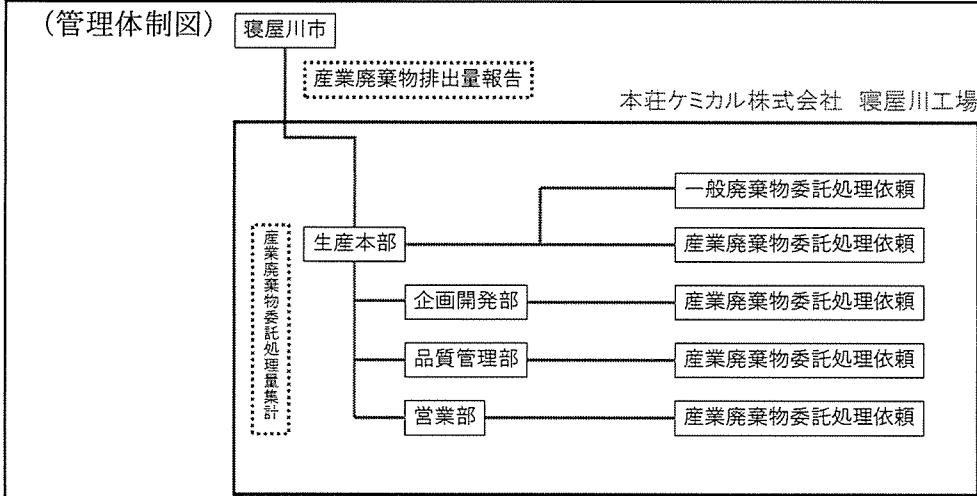 (管理体制図)
寝屋川市
産業廃棄物排出量報告
本荘ケミカル株式会社 寝屋川工場
一般廃棄物委託処理依頼
産業廃棄物委託処理量集計
生産本部
産業廃棄物委託処理依頼
企画開発部
産業廃棄物委託処理依頼
品質管理部
産業廃棄物委託処理依頼
営業部
産業廃棄物委託処理依頼